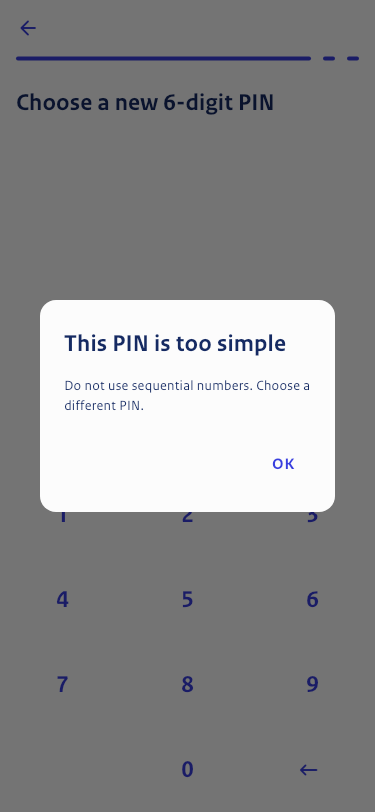 Choose a new 6-digit PIN
This PIN is too simple
Do not use sequential numbers. Choose a
different PIN.
OK
1 2 3
4 5 6
7 8 9
0